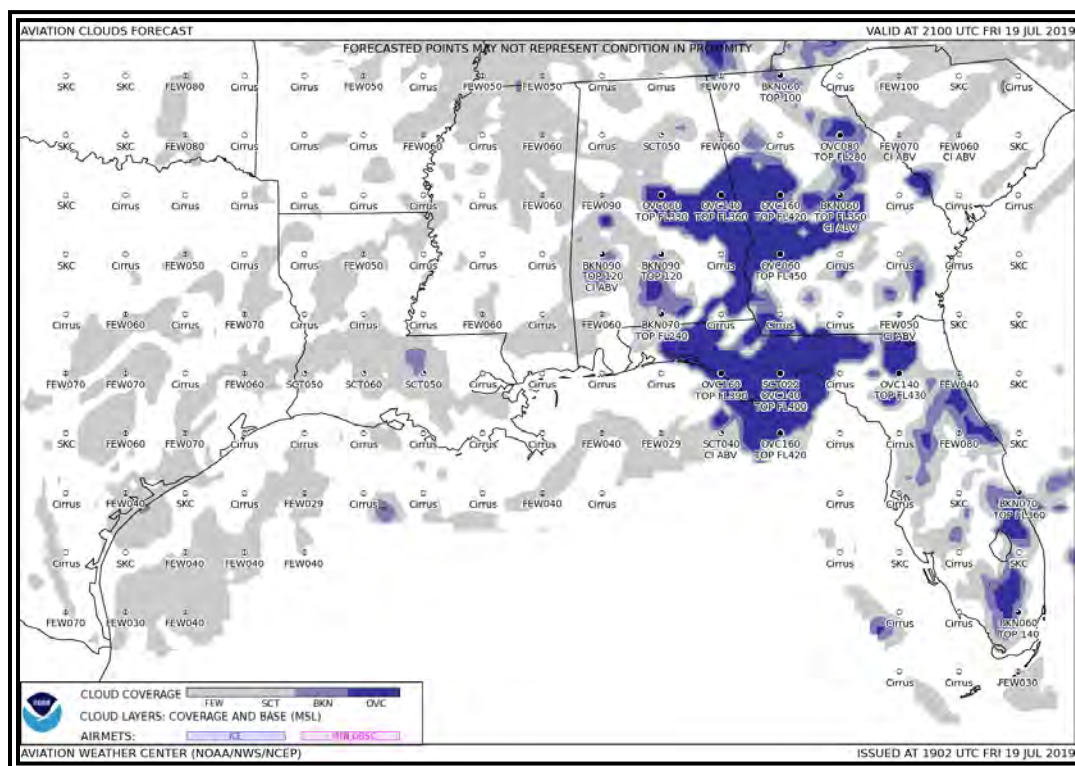 AVIATION CLOUDS FORECAST VALID AT 2100 UTC FRI 19 JUL 2019
FORECASTED POINTS MAY NOT REPRESENT CONDITION IN PROXIMITY
SKC SKC FEW080 Cirrus Cirrus FEW050 Cirrus FEW050 FEW050 Cirrus Cirrus FEW070 BKN060 Cirrus FEW100 SKC Cirrus
TOP 100
SKC SKC FEW080 Cirrus Cirrus Cirrus FEW060 Cirrus FEW060 Cirrus SCT050 FEW060 Cirrus OVC080 FEW070 FEW060 SKC
TOP FL280 CI ABV CI ABV
SKC Cirrus Cirrus Cirrus Cirrus Cirrus Cirrus Cirrus FEW060 FEW090 TOP FL330 OVC140 OVC160 BKN060 Cirrus Cirrus Cirrus
TOP FL360 TOP FL420 TOP FL350
CI ABV
SKC Cirrus FEW050 Cirrus Cirrus FEW050 Cirrus Cirrus Cirrus BKN090 BKN090 Cirrus OVC060 Cirrus Cirrus Cirrus SKC
TOP 120 TOP 120 TOP FL450
CI ABV
Cirrus FEW060 Cirrus FEW070 Cirrus Cirrus Cirrus FEW060 Cirrus FEW060 BKN070 Cirrus Cirrus Cirrus FEW050 SKC SKC
TOP FL240 CI ABV
FEW070 FEW070 Cirrus FEW060 SCT050 SCT060 SCT050 Cirrus Cirrus Cirrus Cirrus OVC160 Cirrus OVC140 FEW040 SKC
TOP FL390 OVC140 TOP FL430
TOP FL400
SKC FEW060 FEW070 Cirrus Cirrus Cirrus Cirrus Cirrus Cirrus FEW040 FEW029 SCT040 OVC160 Cirrus Cirrus FEW080 SKC
CI ABV TOP FL420
Cirrus FEW040 SKC Cirrus FEW029 Cirrus Cirrus Cirrus FEW040 Cirrus Cirrus Cirrus SKC BKN070
TOP FL360
Cirrus SKC FEW040 FEW040 FEW040 Cirrus SKC Cirrus SKC
FEW070 FEW030 FEW040 Cirrus Cirrus BKN060
TOP 140
Cirrus Cirrus FEW030
CLOUD COVERAGE
FEW SCT BKN OVC
CLOUD LAYERS: COVERAGE AND BASE (MSL)
AIRMETS: ICE MTN OBSC
AVIATION WEATHER CENTER (NOAA/NWS/NCEP) ISSUED AT 1902 UTC FRI 19 JUL 2019